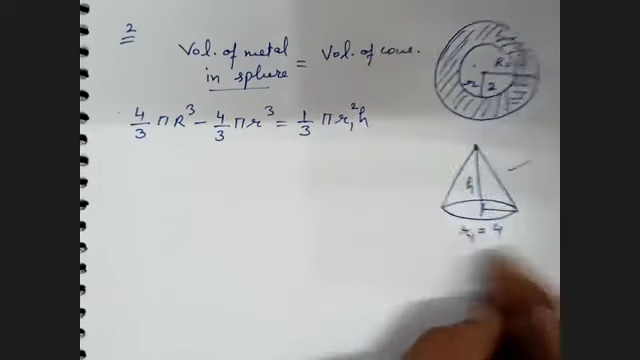 2
Vol. of metal in sphere = Vol. of cone.
4/3 πR³ − 4/3 πr³ = 1/3 πr₁²h
R
r 2
h
r₁ = 4